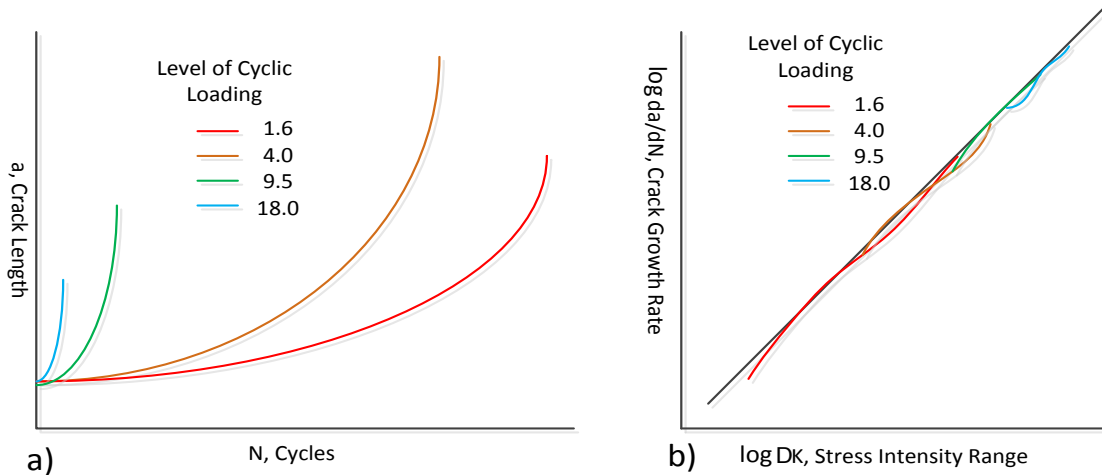 Level of Cyclic
Loading
1.6
4.0
9.5
18.0
a, Crack Length
N, Cycles
a)
Level of Cyclic
Loading
1.6
4.0
9.5
18.0
log da/dN, Crack Growth Rate
b)
log DK, Stress Intensity Range